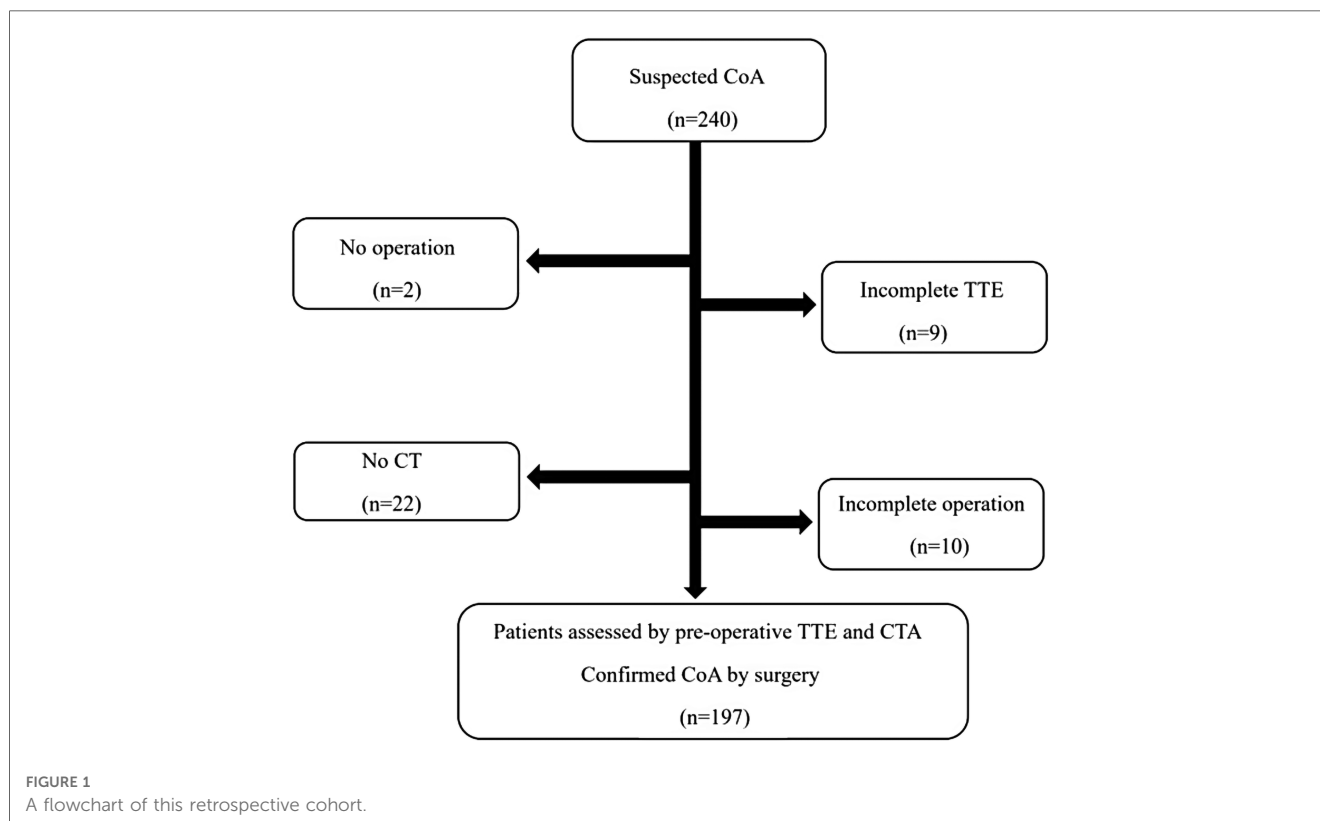 Suspected CoA
(n=240)
No operation
(n=2)
Incomplete TTE
(n=9)
No CT
(n=22)
Incomplete operation
(n=10)
Patients assessed by pre-operative TTE and CTA
Confirmed CoA by surgery
(n=197)
FIGURE 1
A flowchart of this retrospective cohort.